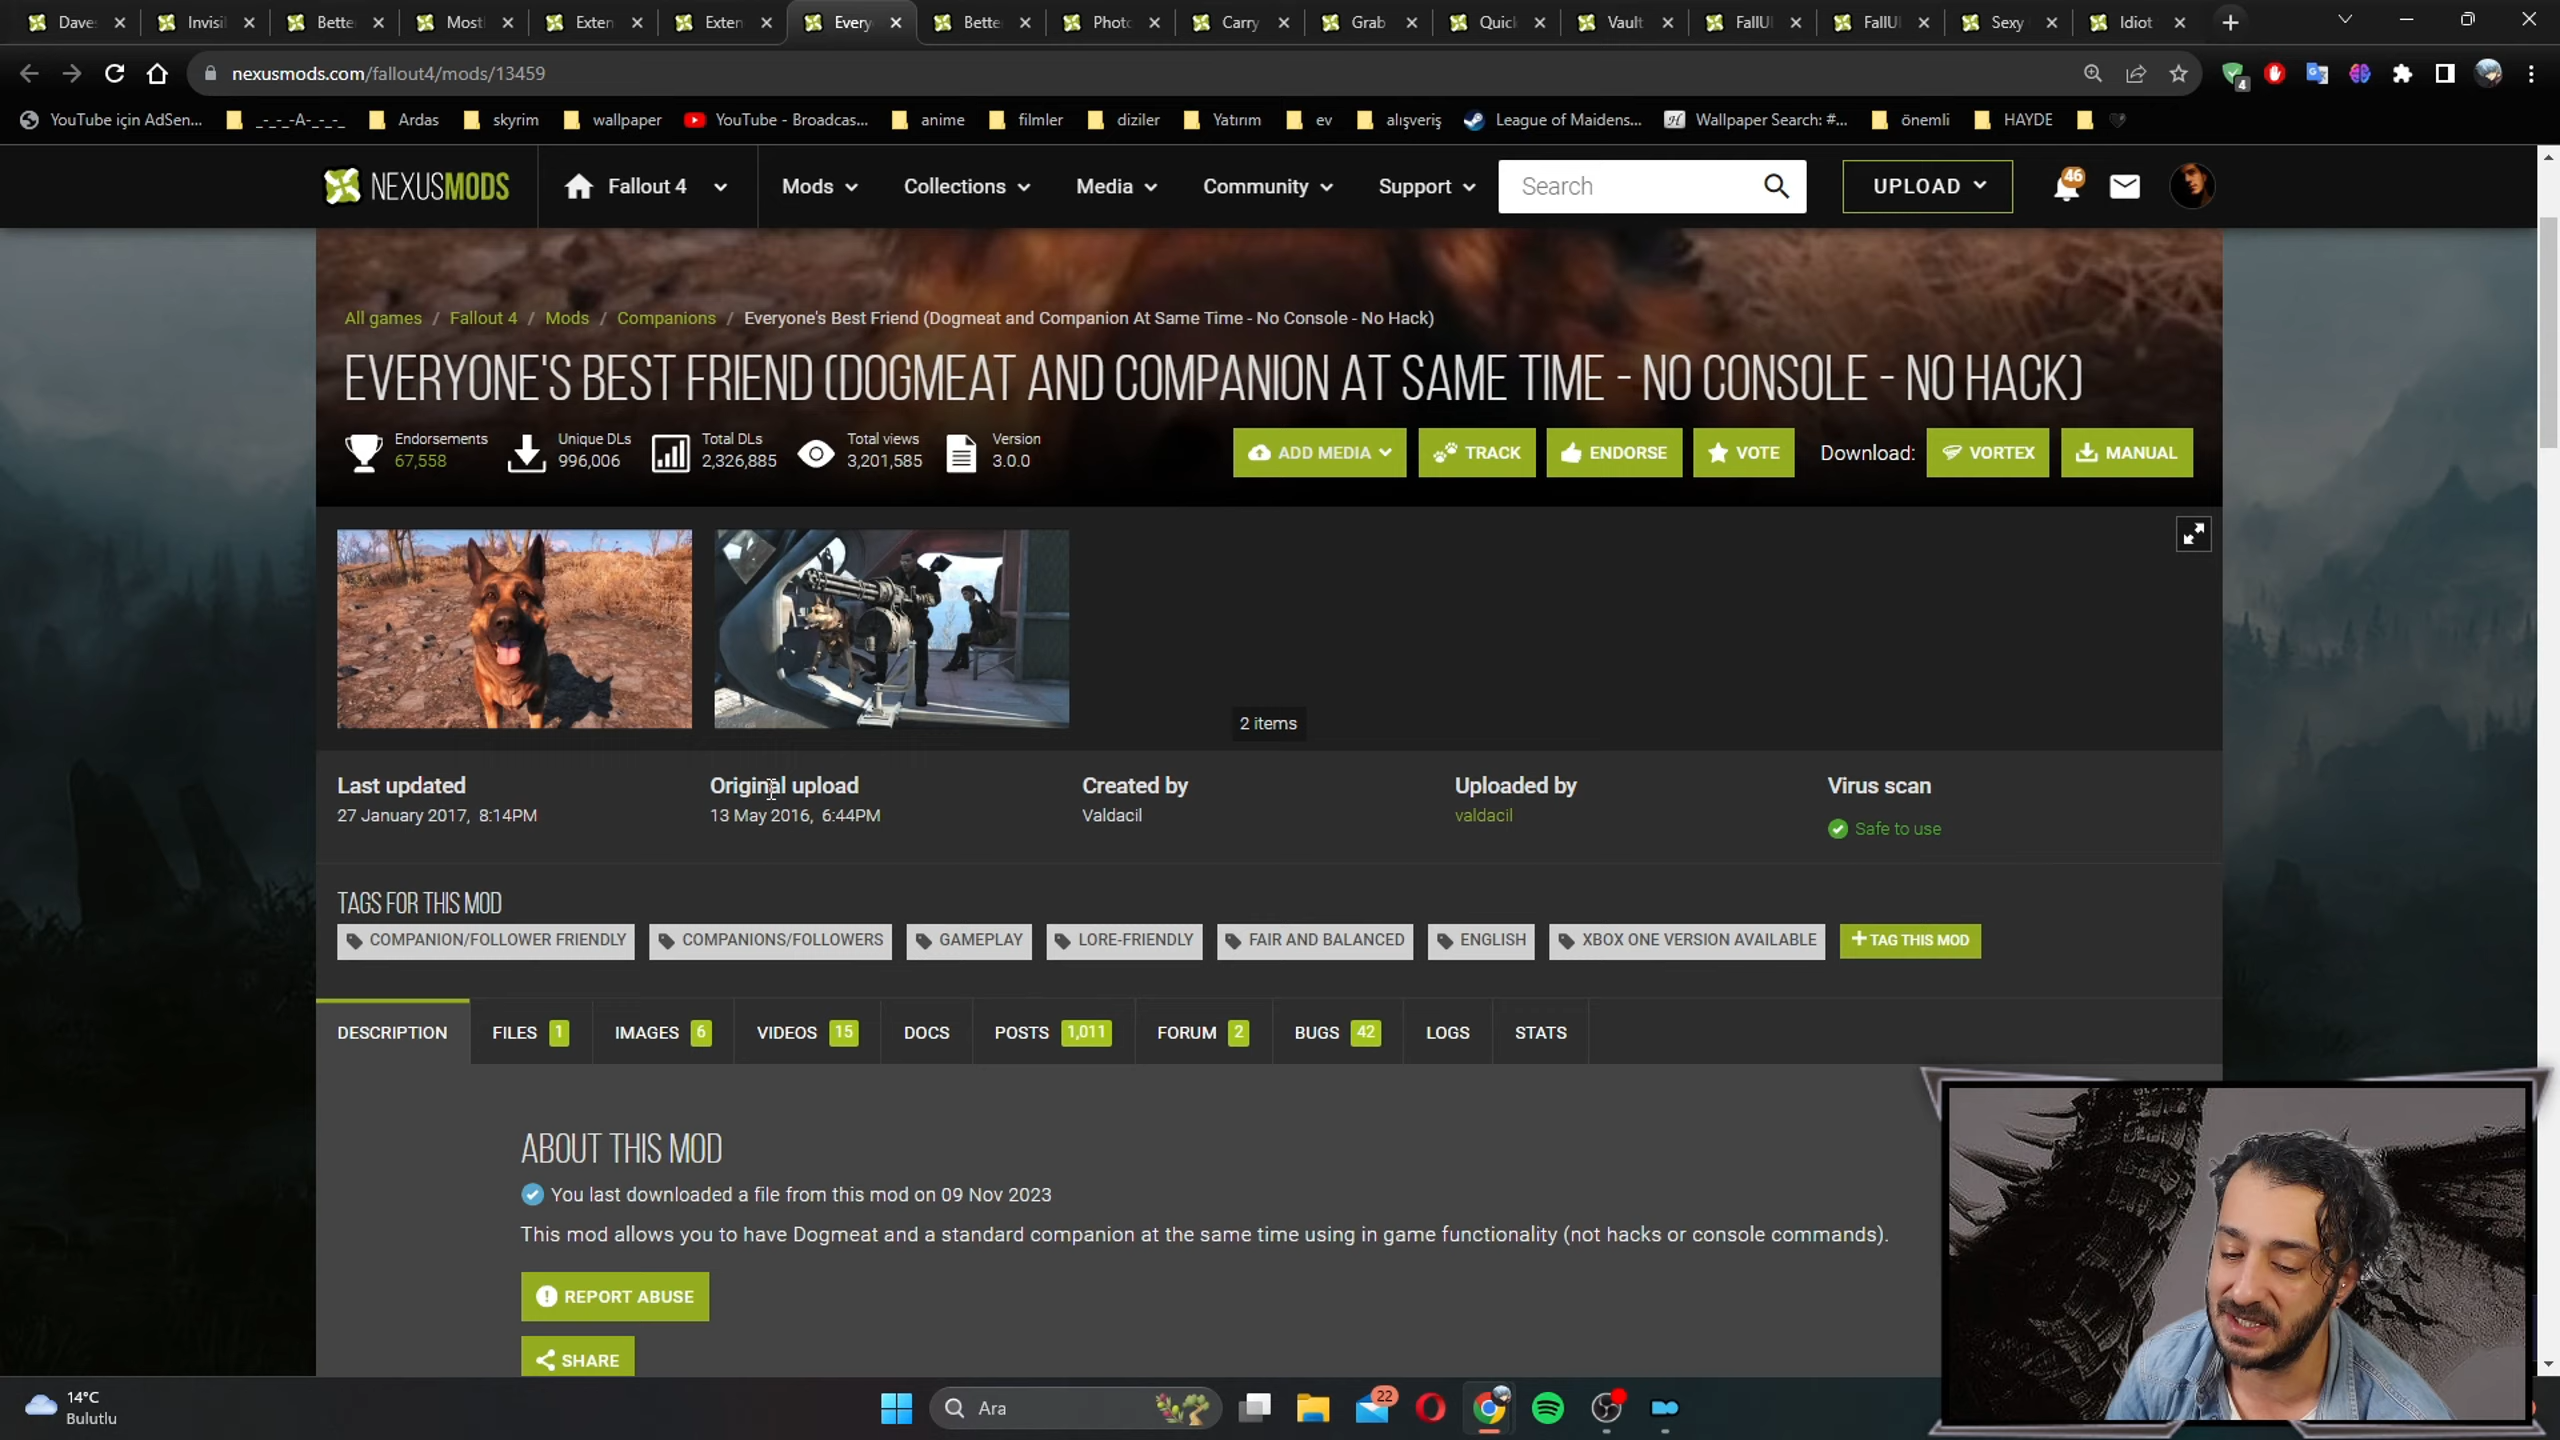 Dave Invisi Bette Mostl Exten Exten Every Bette Photo Carry Grab Quick Vault FallUI FallUI Sexy Idiot
nexusmods.com/fallout4/mods/13459
4
YouTube için AdSen... _-_-_-A-_-_-_ Ardas skyrim wallpaper YouTube - Broadcas... anime filmler diziler Yatırım ev alışveriş League of Maidens... Wallpaper Search: #... önemli HAYDE
NEXUSMODS Fallout 4 Mods Collections Media Community Support Search UPLOAD 46
All games / Fallout 4 / Mods / Companions / Everyone's Best Friend (Dogmeat and Companion At Same Time - No Console - No Hack)
EVERYONE'S BEST FRIEND (DOGMEAT AND COMPANION AT SAME TIME - NO CONSOLE - NO HACK)
Endorsements Unique DLs Total DLs Total views Version
67,558 996,006 2,326,885 3,201,585 3.0.0
ADD MEDIA TRACK ENDORSE VOTE Download: VORTEX MANUAL
2 items
Last updated Original upload Created by Uploaded by Virus scan
27 January 2017, 8:14PM 13 May 2016, 6:44PM Valdacil valdacil Safe to use
TAGS FOR THIS MOD
COMPANION/FOLLOWER FRIENDLY COMPANIONS/FOLLOWERS GAMEPLAY LORE-FRIENDLY FAIR AND BALANCED ENGLISH XBOX ONE VERSION AVAILABLE + TAG THIS MOD
DESCRIPTION FILES 1 IMAGES 6 VIDEOS 15 DOCS POSTS 1,011 FORUM 2 BUGS 42 LOGS STATS
ABOUT THIS MOD
You last downloaded a file from this mod on 09 Nov 2023
This mod allows you to have Dogmeat and a standard companion at the same time using in game functionality (not hacks or console commands).
REPORT ABUSE
SHARE
14°C
Bulutlu
Ara
22